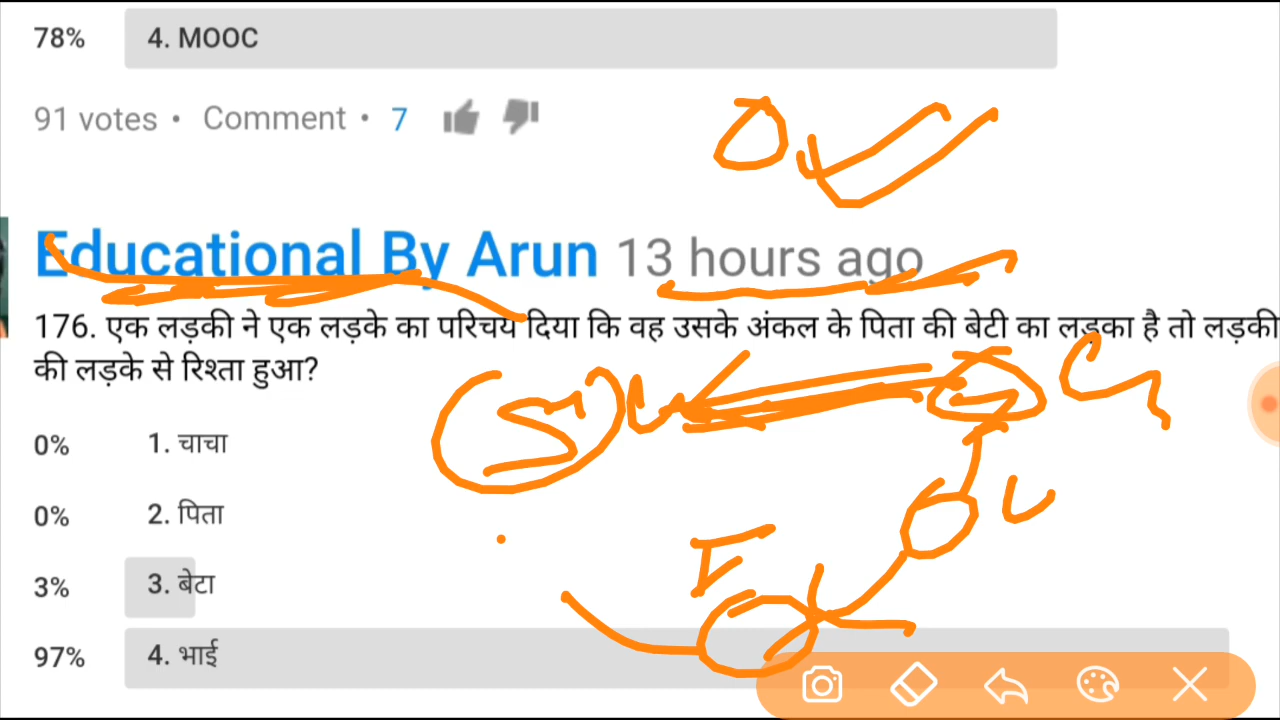 78% 4. MOOC
91 votes • Comment • 7
Educational By Arun 13 hours ago
176. एक लड़की ने एक लड़के का परिचय दिया कि वह उसके अंकल के पिता की बेटी का लड़का है तो लड़की
की लड़के से रिश्ता हुआ?
0% 1. चाचा
0% 2. पिता
3% 3. बेटा
97% 4. भाई